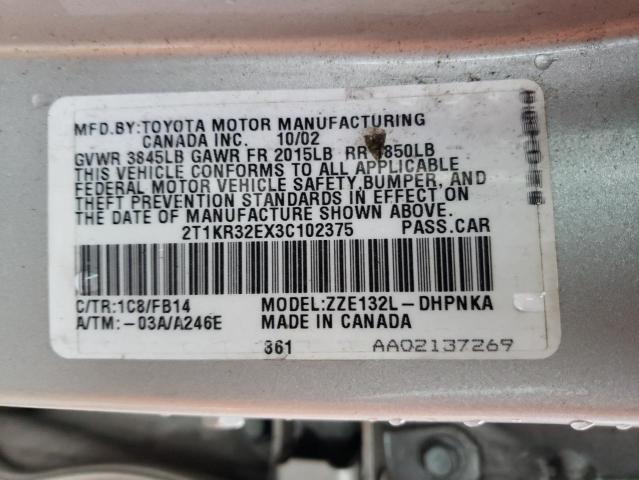 MFD.BY:TOYOTA MOTOR MANUFACTURING
CANADA INC. 10/02
GVWR 3845LB GAWR FR 2015LB RR 1850LB
THIS VEHICLE CONFORMS TO ALL APPLICABLE
FEDERAL MOTOR VEHICLE SAFETY,BUMPER, AND
THEFT PREVENTION STANDARDS IN EFFECT ON
THE DATE OF MANUFACTURE SHOWN ABOVE.
2T1KR32EX3C102375 PASS.CAR
C/TR:1C8/FB14 MODEL:ZZE132L-DHPNKA
A/TM:-03A/A246E MADE IN CANADA
361 AA02137269